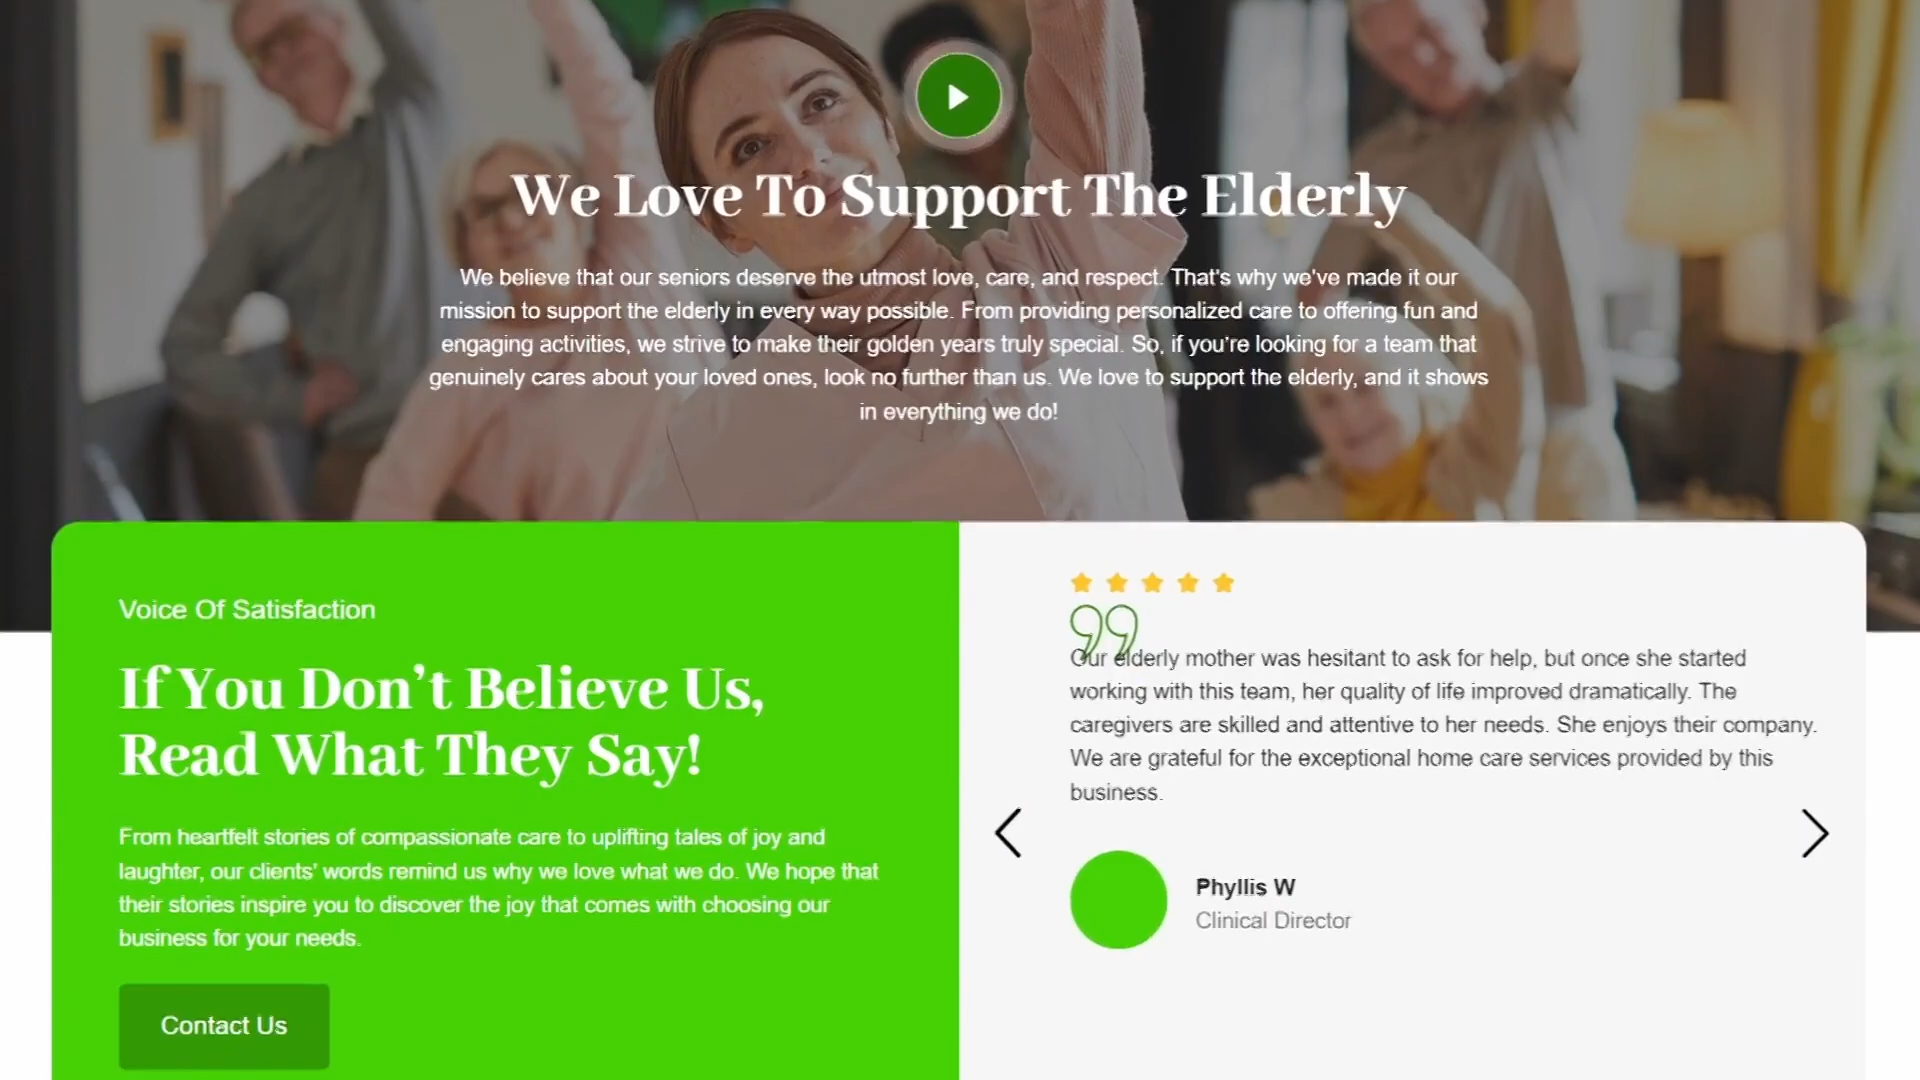 We Love To Support The Elderly
We believe that our seniors deserve the utmost love, care, and respect. That's why we've made it our
mission to support the elderly in every way possible. From providing personalized care to offering fun and
engaging activities, we strive to make their golden years truly special. So, if you're looking for a team that
genuinely cares about your loved ones, look no further than us. We love to support the elderly, and it shows
in everything we do!
Voice Of Satisfaction
If You Don’t Believe Us,
Read What They Say!
From heartfelt stories of compassionate care to uplifting tales of joy and
laughter, our clients' words remind us why we love what we do. We hope that
their stories inspire you to discover the joy that comes with choosing our
business for your needs.
Contact Us
Our elderly mother was hesitant to ask for help, but once she started
working with this team, her quality of life improved dramatically. The
caregivers are skilled and attentive to her needs. She enjoys their company.
We are grateful for the exceptional home care services provided by this
business.
Phyllis W
Clinical Director